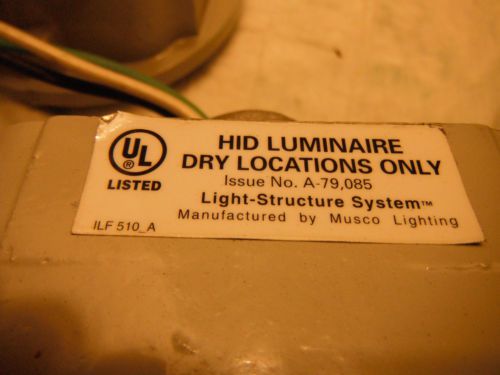 UL
®
LISTED
HID LUMINAIRE
DRY LOCATIONS ONLY
Issue No. A-79,085
Light-Structure System™
Manufactured by Musco Lighting
ILF 510_A